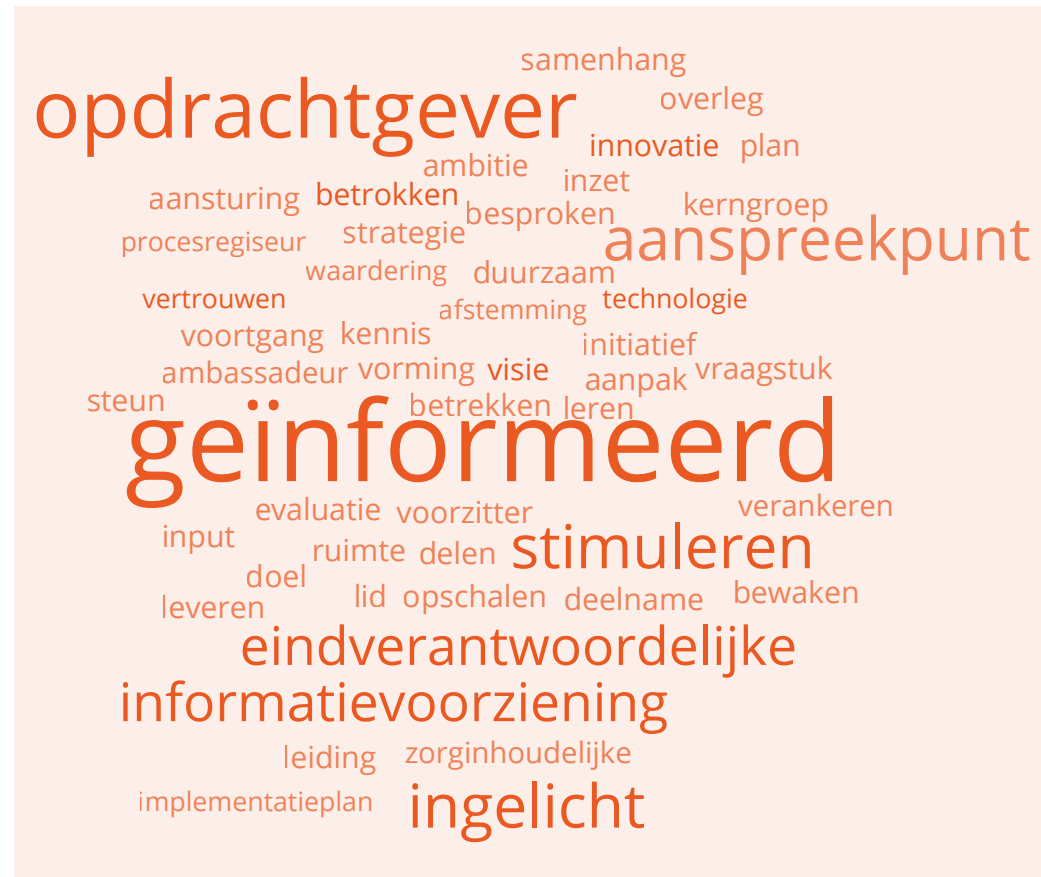 samenhang
opdrachtgever
overleg
innovatie plan
ambitie
inzet
aansturing betrokken
besproken
kerngroep
procesregiseur
strategie
aanspreekpunt
waardering
duurzaam
vertrouwen
afstemming
technologie
voortgang kennis
initiatief
ambassadeur vorming visie
aanpak vraagstuk
steun
betrekken leren
geïnformeerd
evaluatie voorzitter
verankeren
input
ruimte delen
stimuleren
doel
leveren
lid opschalen deelname bewaken
eindverantwoordelijke
informatievoorziening
leiding
zorginhoudelijke
implementatieplan
ingelicht